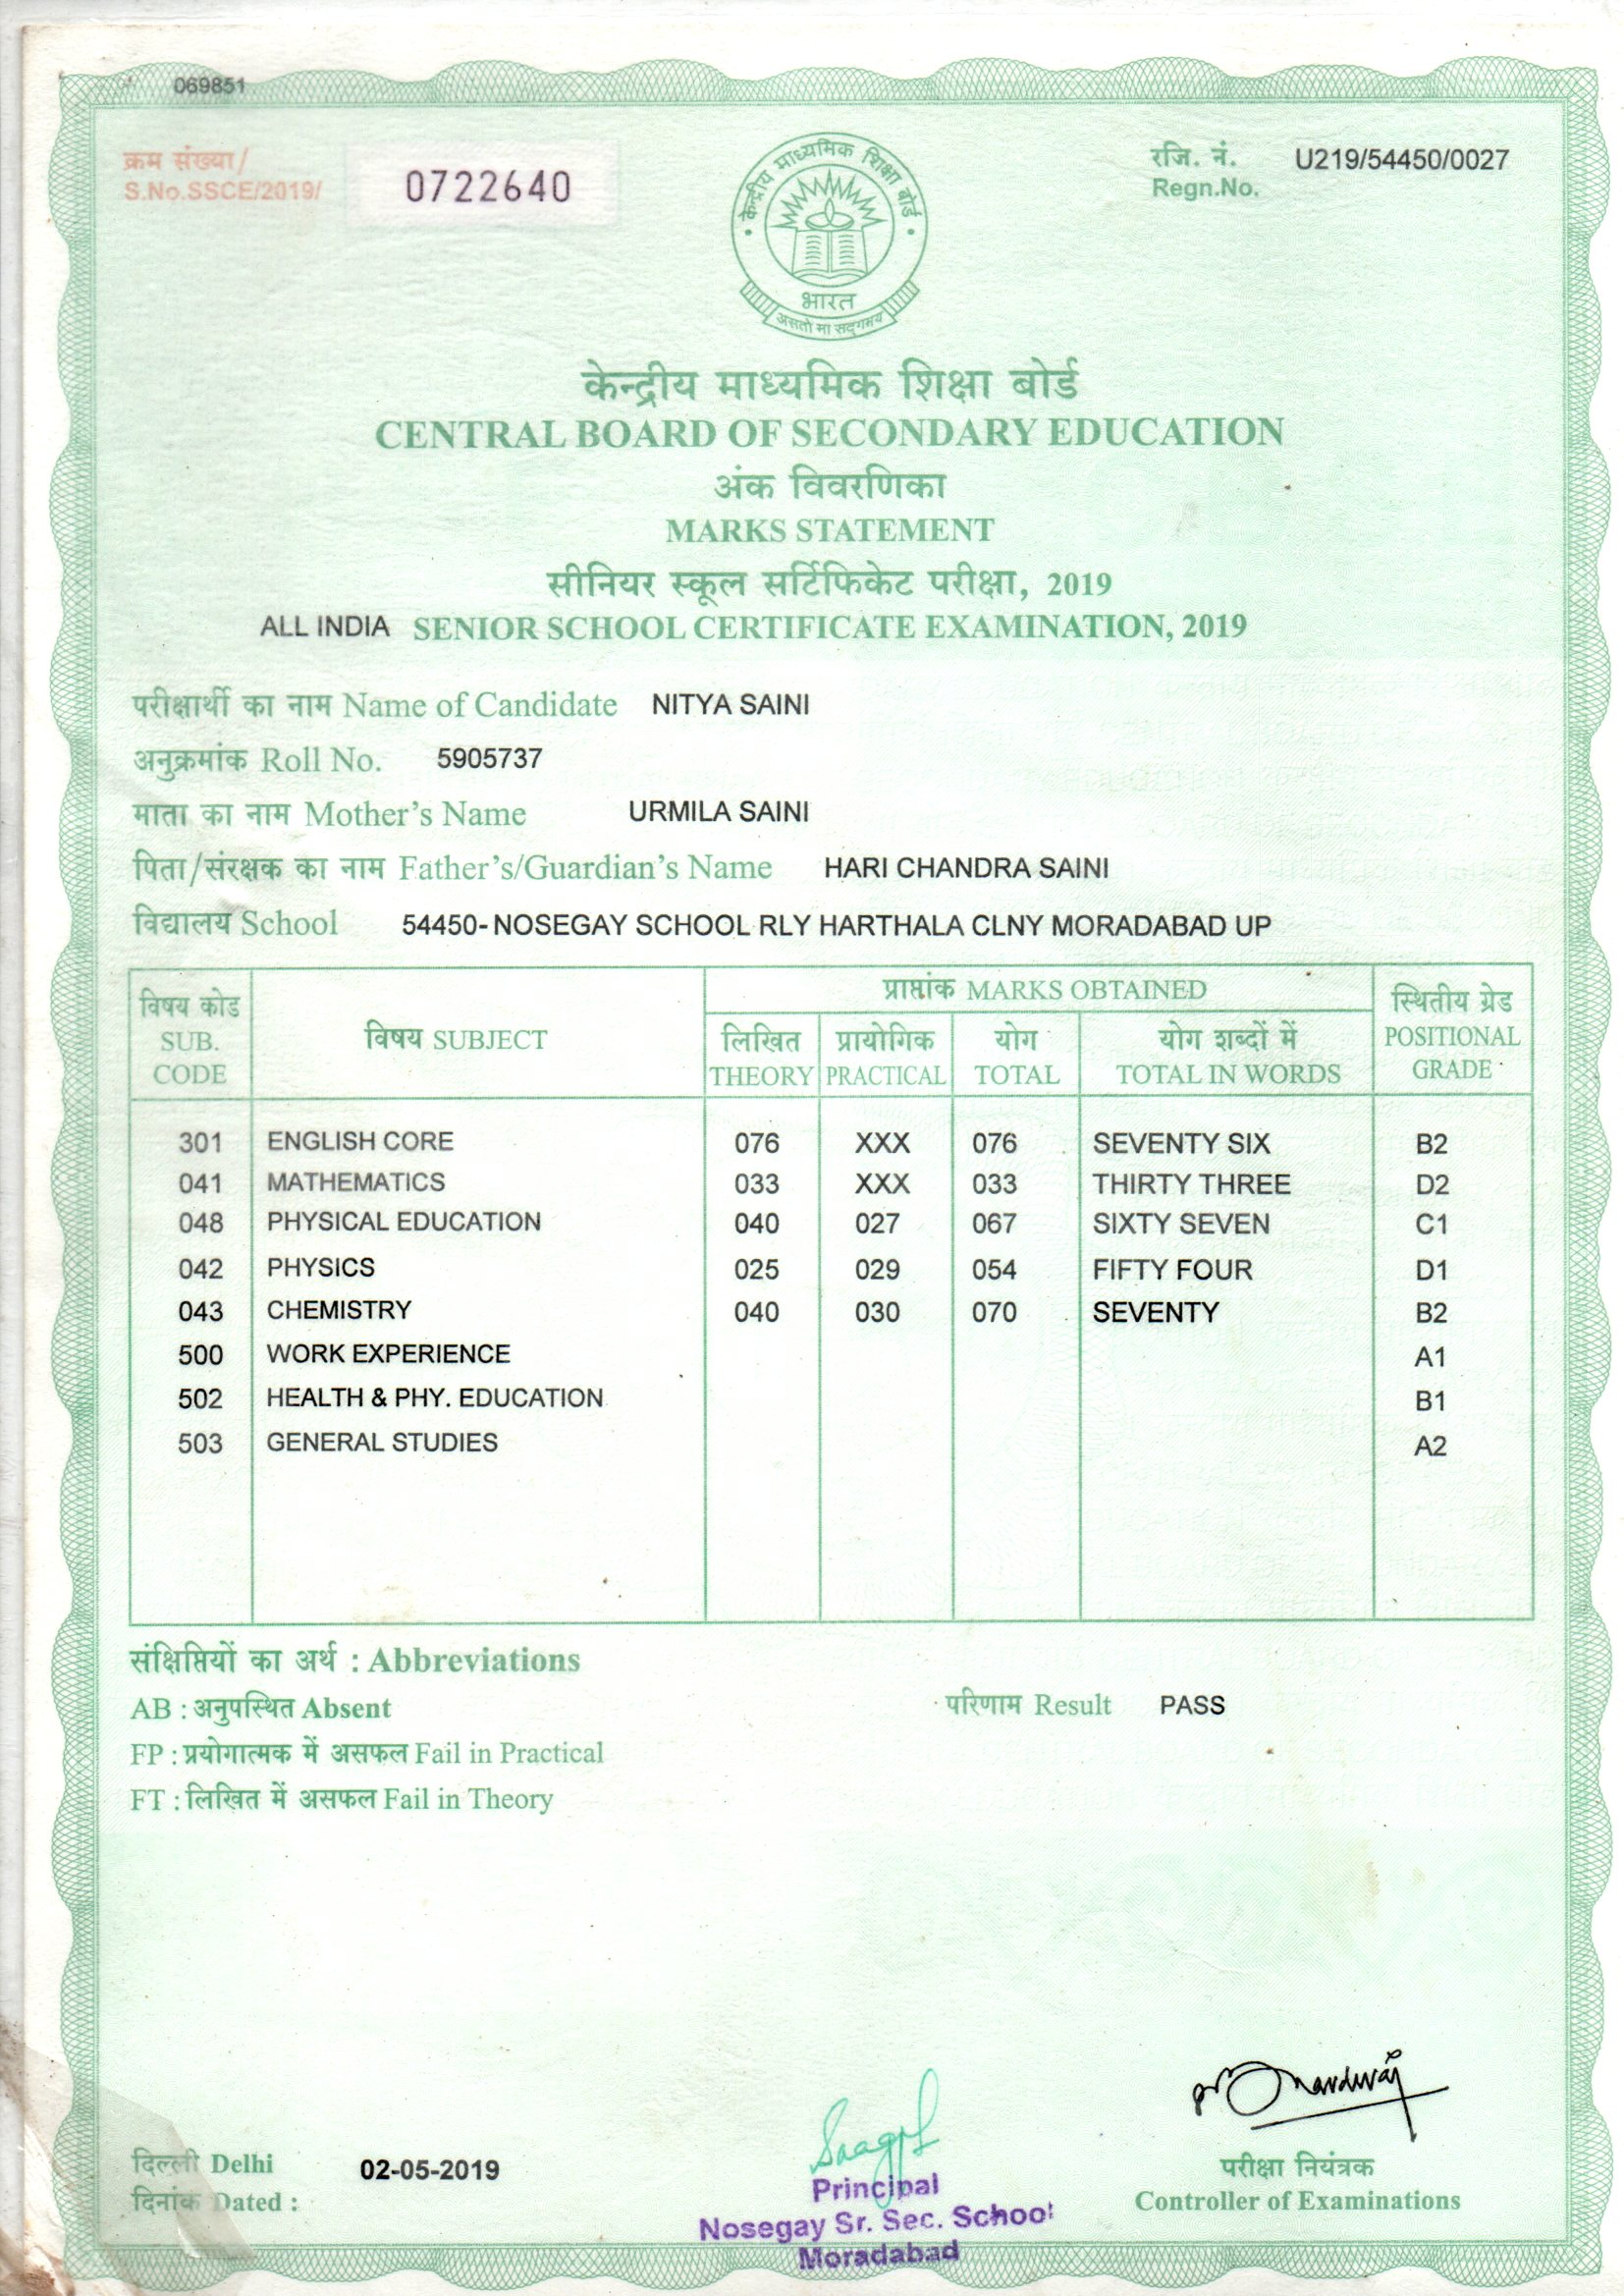 069851
क्रम संख्या/
S.No.SSCE/2019/ 0722640
रजि. नं. U219/54450/0027
Regn.No.
केन्द्रीय माध्यमिक शिक्षा बोर्ड
भारत
असतो मा सद्गमय
केन्द्रीय माध्यमिक शिक्षा बोर्ड
CENTRAL BOARD OF SECONDARY EDUCATION
अंक विवरणिका
MARKS STATEMENT
सीनियर स्कूल सर्टिफिकेट परीक्षा, 2019
ALL INDIA SENIOR SCHOOL CERTIFICATE EXAMINATION, 2019
परीक्षार्थी का नाम Name of Candidate NITYA SAINI
अनुक्रमांक Roll No. 5905737
माता का नाम Mother's Name URMILA SAINI
पिता/संरक्षक का नाम Father's/Guardian's Name HARI CHANDRA SAINI
विद्यालय School 54450- NOSEGAY SCHOOL RLY HARTHALA CLNY MORADABAD UP
विषय कोड SUB. CODE
विषय SUBJECT
प्राप्तांक MARKS OBTAINED
लिखित THEORY
प्रायोगिक PRACTICAL
योग TOTAL
योग शब्दों में TOTAL IN WORDS
स्थितीय ग्रेड POSITIONAL GRADE
301 ENGLISH CORE 076 XXX 076 SEVENTY SIX B2
041 MATHEMATICS 033 XXX 033 THIRTY THREE D2
048 PHYSICAL EDUCATION 040 027 067 SIXTY SEVEN C1
042 PHYSICS 025 029 054 FIFTY FOUR D1
043 CHEMISTRY 040 030 070 SEVENTY B2
500 WORK EXPERIENCE A1
502 HEALTH & PHY. EDUCATION B1
503 GENERAL STUDIES A2
संक्षिप्तियों का अर्थ : Abbreviations
AB : अनुपस्थित Absent
परिणाम Result PASS
FP : प्रयोगात्मक में असफल Fail in Practical
FT : लिखित में असफल Fail in Theory
दिल्ली Delhi
दिनांक Dated : 02-05-2019
Principal
Nosegay Sr. Sec. School
Moradabad
परीक्षा नियंत्रक
Controller of Examinations